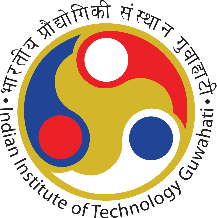 भारतीय प्रौद्योगिकी संस्थान गुवाहाटी
Indian Institute of Technology Guwahati